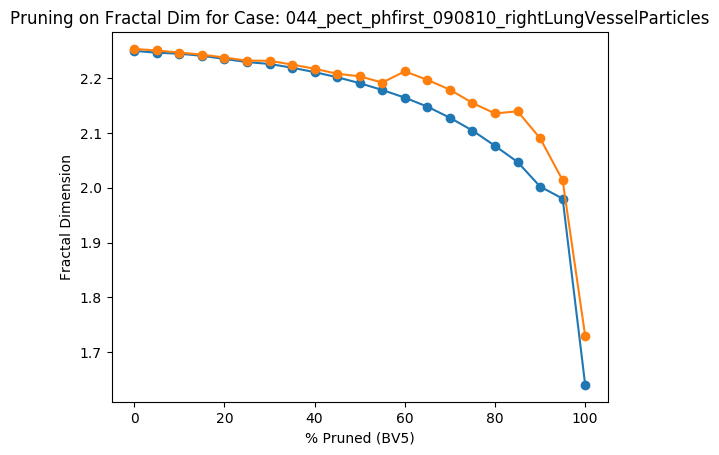 Pruning on Fractal Dim for Case: 044_pect_phfirst_090810_rightLungVesselParticles
2.2
2.1
2.0
1.9
1.8
1.7
Fractal Dimension
0 20 40 60 80 100
% Pruned (BV5)